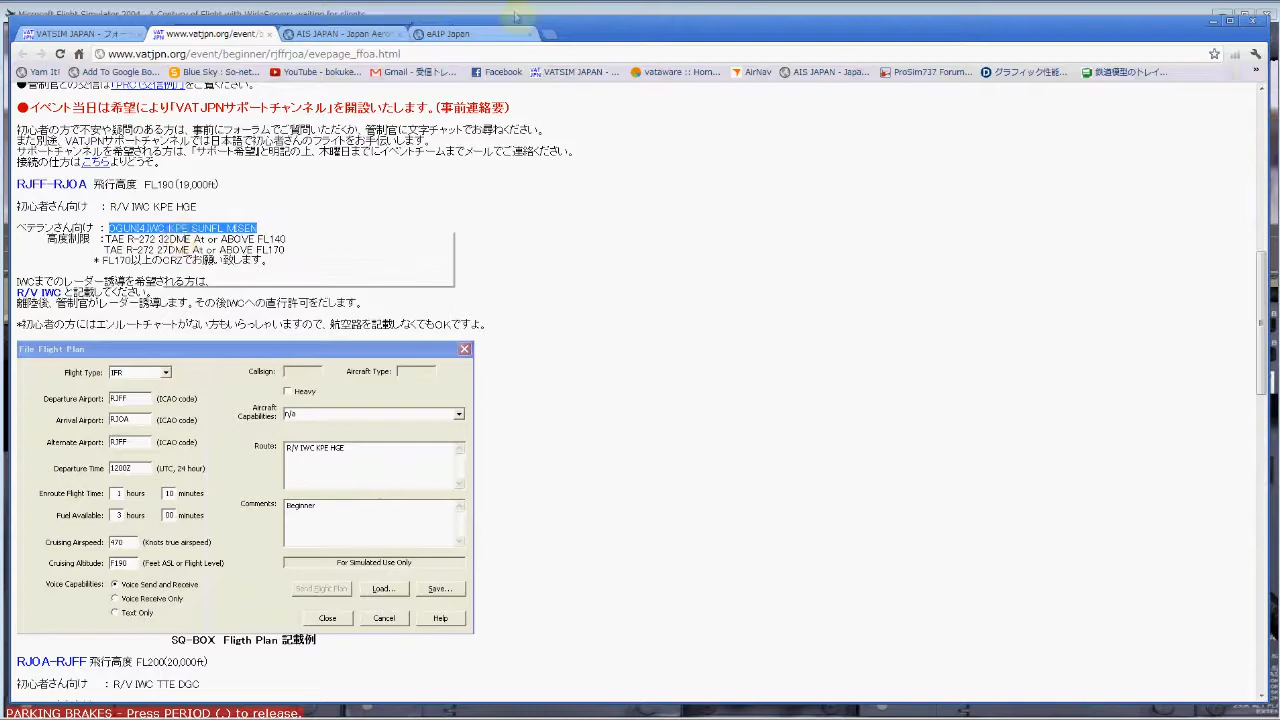 Microsoft Flight Simulator 2004 - A Century of Flight with WideServer: waiting for clients
VATSIM JAPAN - フォー
www.vatjpn.org/event/b
AIS JAPAN - Japan Aeron
eAIP Japan
www.vatjpn.org/event/beginner/rjffrjoa/evepage_ffoa.html
Yam It!
Add To Google Bo...
Blue Sky : So-net...
YouTube - bokuke...
Gmail - 受信トレ...
Facebook
VATSIM JAPAN - ...
vataware :: Hom...
AirNav
AIS JAPAN - Japa...
ProSim737 Forum...
グラフィック性能...
鉄道模型のトレイ...
●管制官との交信は「PRC(交信例)」をご覧ください。
●イベント当日は希望により「VATJPNサポートチャンネル」を開設いたします。(事前連絡要)
初心者の方で不安や疑問のある方は、事前にフォーラムでご質問いただくか、管制官に文字チャットでお尋ねください。
また別途、VATJPNサポートチャンネルでは日本語で初心者さんのフライトをお手伝いします。
サポートチャンネルを希望される方は、「サポート希望」と明記の上、木曜日までにイベントチームまでメールでご連絡ください。
接続の仕方はこちらよりどうぞ。
RJFF-RJOA 飛行高度 FL190(19,000ft)
初心者さん向け : R/V IWC KPE HGE
ベテランさん向け : OGUNI4.IWC KPE SUNFL MISEN
高度制限 :TAE R-272 32DME At or ABOVE FL140
TAE R-272 27DME At or ABOVE FL170
* FL170以上のCRZでお願い致します。
IWCまでのレーダー誘導を希望される方は、
R/V IWC と記載してください。
離陸後、管制官がレーダー誘導します。その後IWCへの直行許可をだします。
*初心者の方にはエンルートチャートがない方もいらっしゃいますので、航空路を記載しなくてもOKですよ。
File Flight Plan
Flight Type: IFR
Callsign:
Aircraft Type:
Heavy
Departure Airport: RJFF (ICAO code)
Aircraft Capabilities: n/a
Arrival Airport: RJOA (ICAO code)
Alternate Airport: RJFF (ICAO code)
Route: R/V IWC KPE HGE
Departure Time 1200Z (UTC, 24 hour)
Enroute Flight Time: 1 hours 10 minutes
Comments: Beginner
Fuel Available: 3 hours 00 minutes
Cruising Airspeed: 470 (Knots true airspeed)
Cruising Altitude: F190 (Feet ASL or Flight Level)
For Simulated Use Only
Voice Capabilities: Voice Send and Receive
Voice Receive Only
Text Only
Send Flight Plan
Load...
Save...
Close
Cancel
Help
SQ-BOX Fligth Plan 記載例
RJOA-RJFF 飛行高度 FL200(20,000ft)
初心者さん向け : R/V IWC TTE DGC
PARKING BRAKES - Press PERIOD (.) to release.